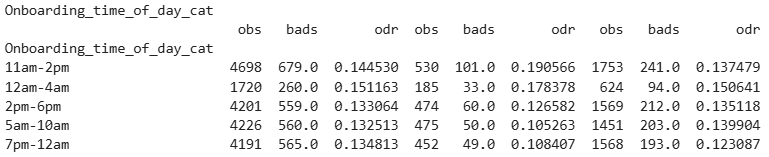 Onboarding_time_of_day_cat
obs bads odr obs bads odr obs bads odr
Onboarding_time_of_day_cat
11am-2pm 4698 679.0 0.144530 530 101.0 0.190566 1753 241.0 0.137479
12am-4am 1720 260.0 0.151163 185 33.0 0.178378 624 94.0 0.150641
2pm-6pm 4201 559.0 0.133064 474 60.0 0.126582 1569 212.0 0.135118
5am-10am 4226 560.0 0.132513 475 50.0 0.105263 1451 203.0 0.139904
7pm-12am 4191 565.0 0.134813 452 49.0 0.108407 1568 193.0 0.123087